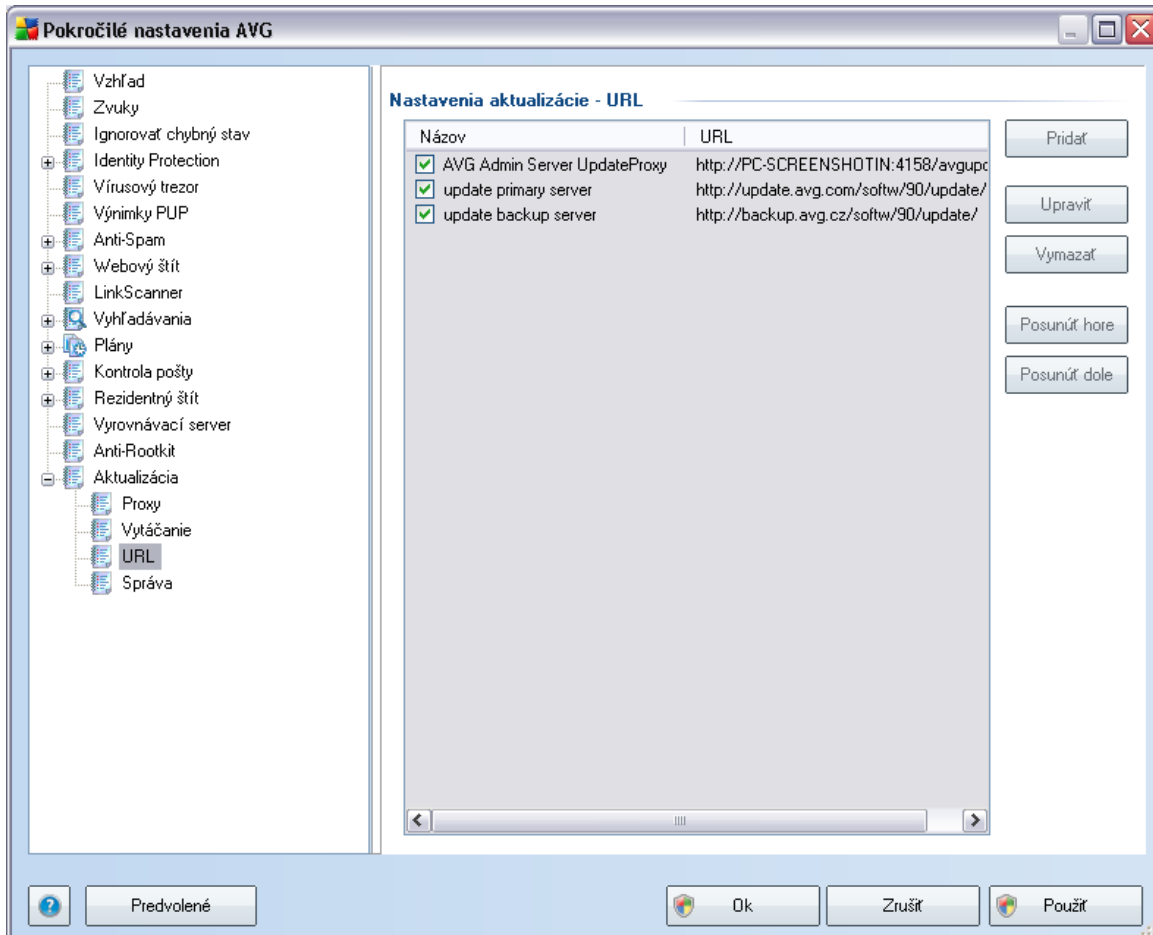 Pokročilé nastavenia AVG
Vzhľad
Zvuky
Ignorovať chybný stav
Identity Protection
Vírusový trezor
Výnimky PUP
Anti-Spam
Webový štít
LinkScanner
Vyhľadávania
Plány
Kontrola pošty
Rezidentný štít
Vyrovnávací server
Anti-Rootkit
Aktualizácia
Proxy
Vytáčanie
URL
Správa
Nastavenia aktualizácie - URL
Názov URL
AVG Admin Server UpdateProxy http://PC-SCREENSHOTIN:4158/avgupd
update primary server http://update.avg.com/softw/90/update/
update backup server http://backup.avg.cz/softw/90/update/
Pridať
Upraviť
Vymazať
Posunúť hore
Posunúť dole
Predvolené
Ok
Zrušiť
Použiť